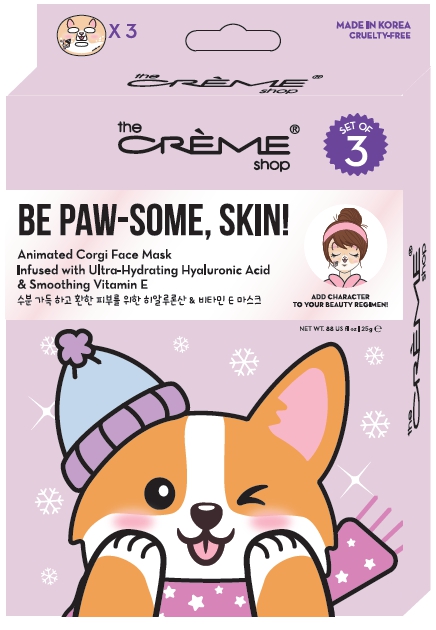 X 3
MADE IN KOREA
CRUELTY-FREE
the
CRÈME®
shop
the
CRÈME®
shop
SET OF
3
BE PAW-SOME, SKIN!
Animated Corgi Face Mask
Infused with Ultra-Hydrating Hyaluronic Acid
& Smoothing Vitamin E
수분 가득 하고 환한 피부를 위한 히알루론산 & 비타민 E 마스크
ADD CHARACTER
TO YOUR BEAUTY REGIMEN!
NET WT. 88 US fl oz | 25g ℮
the
CRÈME
shop